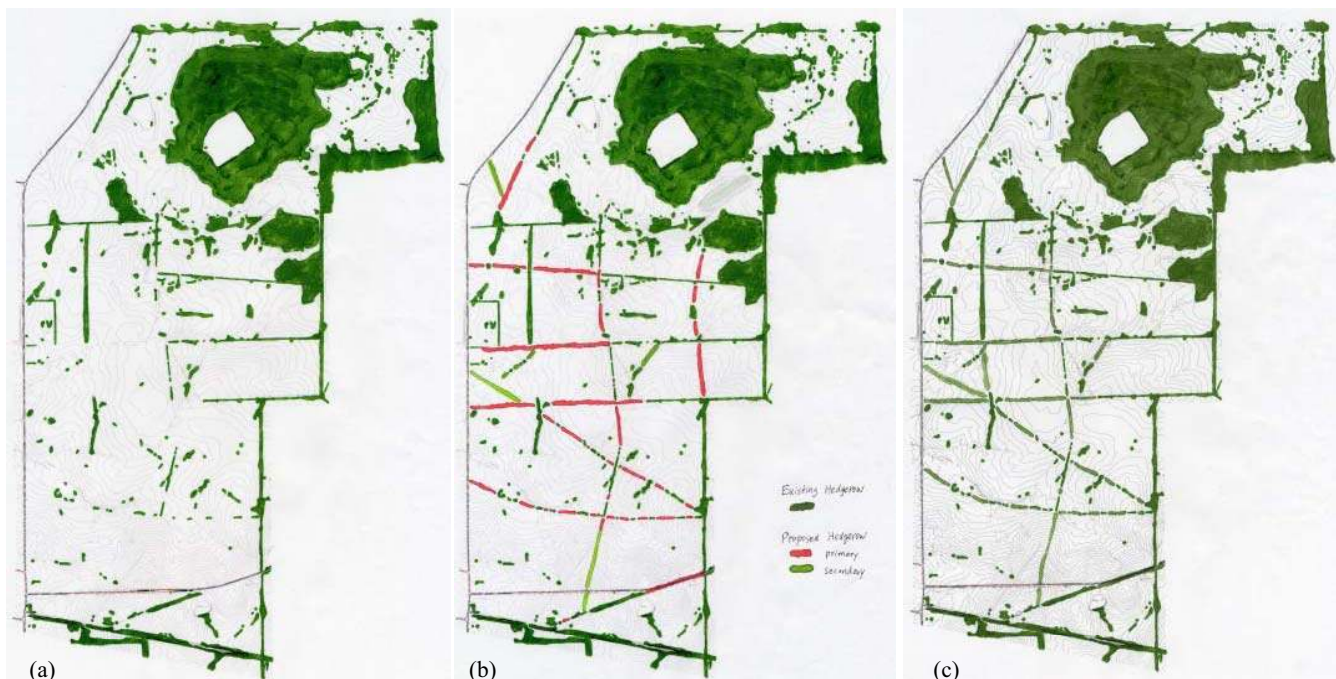 Existing Hedgerow
Proposed Hedgerow
primary
secondary
(a)
(b)
(c)